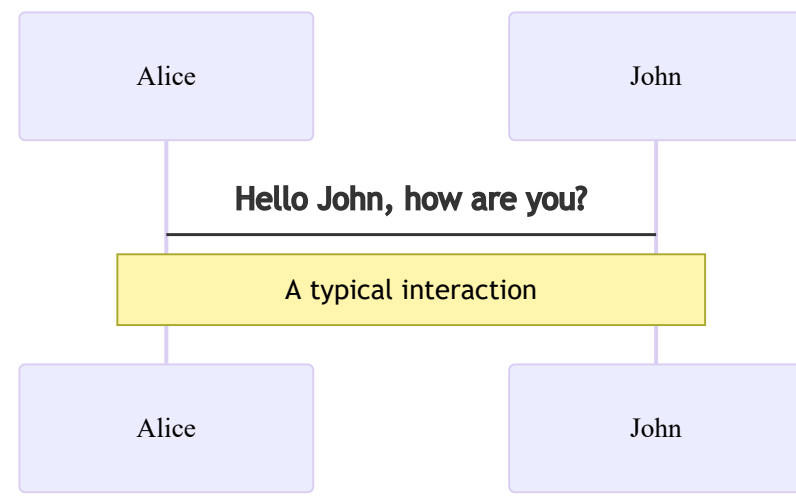 Alice
John
Hello John, how are you?
A typical interaction
Alice
John